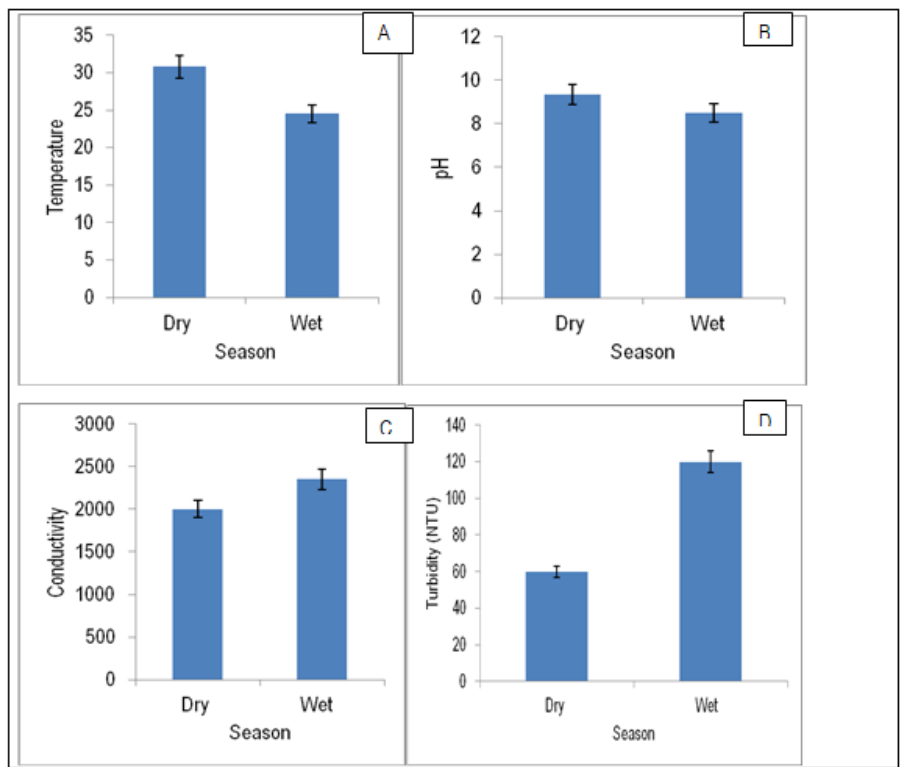 A
35
30
25
20
15
10
5
0
Temperature
Dry Wet
Season
B
12
10
8
6
4
2
0
pH
Dry Wet
Season
C
3000
2500
2000
1500
1000
500
0
Conductivity
Dry Wet
Season
D
140
120
100
80
60
40
20
0
Turbidity (NTU)
Dry Wet
Season